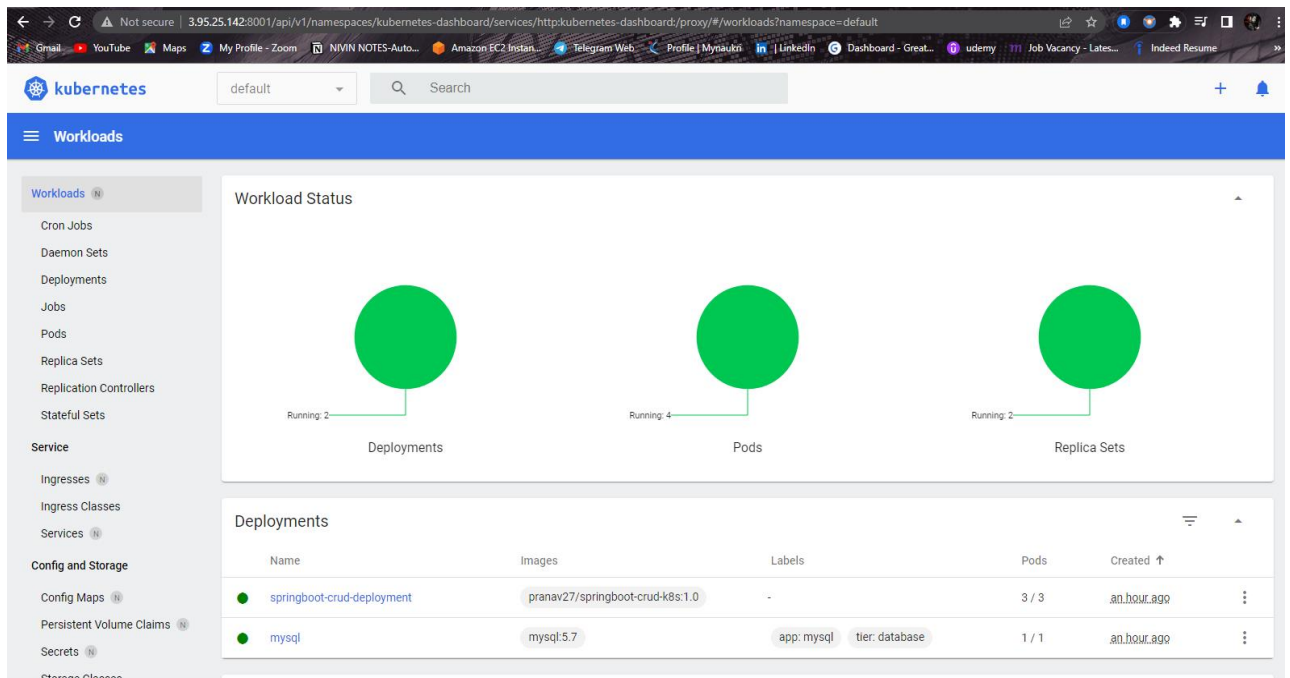 Not secure | 3.95.25.142:8001/api/v1/namespaces/kubernetes-dashboard/services/http:kubernetes-dashboard:/proxy/#/workloads?namespace=default
Gmail YouTube Maps My Profile - Zoom NIVIN NOTES-Auto... Amazon EC2 Instan... Telegram Web Profile | Mynaukri | LinkedIn Dashboard - Great... udemy Job Vacancy - Lates... Indeed Resume »
kubernetes default Search
Workloads
Workloads N
Cron Jobs
Daemon Sets
Deployments
Jobs
Pods
Replica Sets
Replication Controllers
Stateful Sets
Service
Ingresses N
Ingress Classes
Services N
Config and Storage
Config Maps N
Persistent Volume Claims N
Secrets N
Storage Classes
Workload Status
Running: 2 Running: 4 Running: 2
Deployments Pods Replica Sets
Deployments
Name Images Labels Pods Created
springboot-crud-deployment pranav27/springboot-crud-k8s:1.0 - 3 / 3 an hour ago
mysql mysql:5.7 app: mysql tier: database 1 / 1 an hour ago